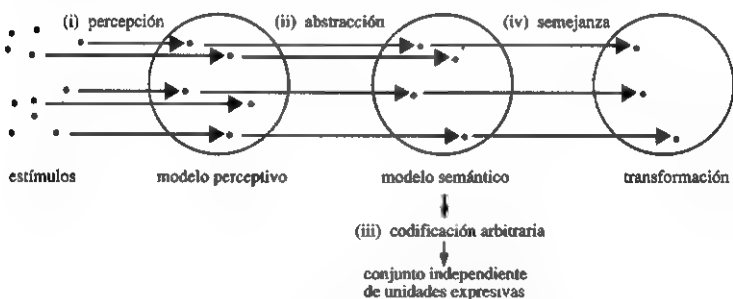 (i) percepción (ii) abstracción (iv) semejanza
estímulos modelo perceptivo modelo semántico transformación
(iii) codificación arbitraria
conjunto independiente
de unidades expresivas